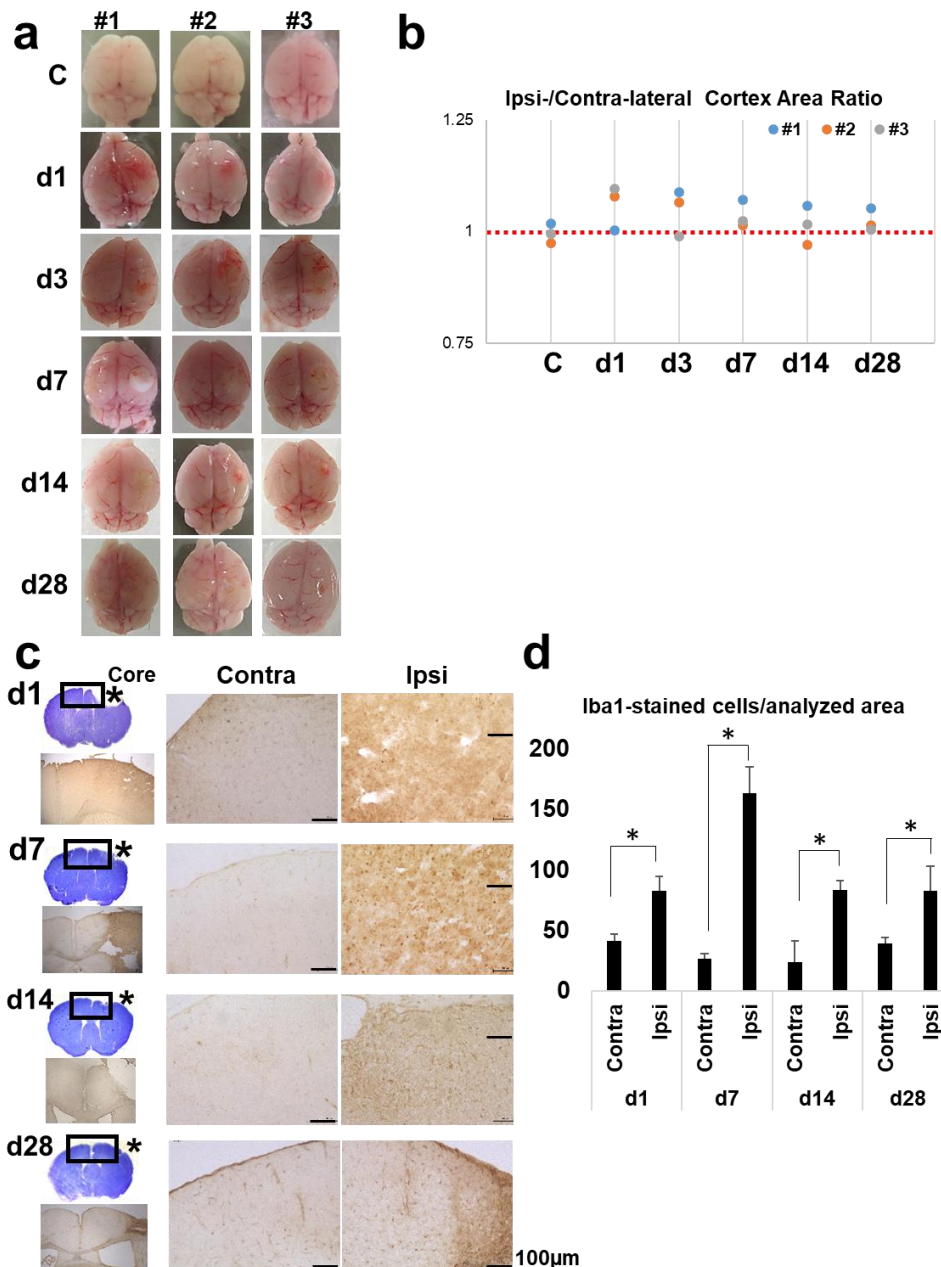 a
#1 #2 #3
C
d1
d3
d7
d14
d28
b
Ipsi-/Contra-lateral Cortex Area Ratio
1.25
#1 #2 #3
1
0.75
C d1 d3 d7 d14 d28
c
Core Contra Ipsi
d1 *
d7 *
d14 *
d28 *
100µm
d
Iba1-stained cells/analyzed area
200
150
100
50
0
* * * *
Contra Ipsi Contra Ipsi Contra Ipsi Contra Ipsi
d1 d7 d14 d28